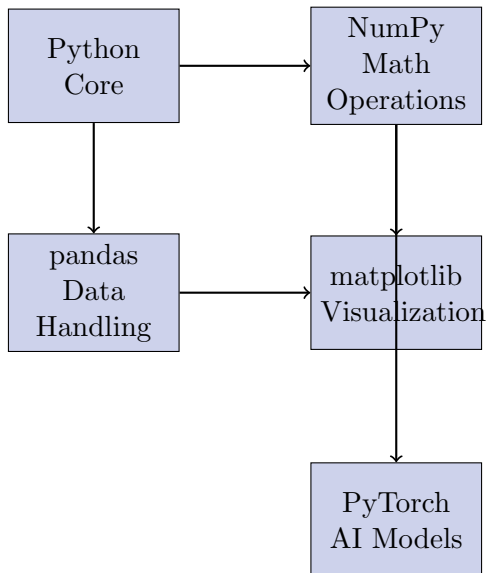 Python
Core
NumPy
Math
Operations
pandas
Data
Handling
matplotlib
Visualization
PyTorch
AI Models